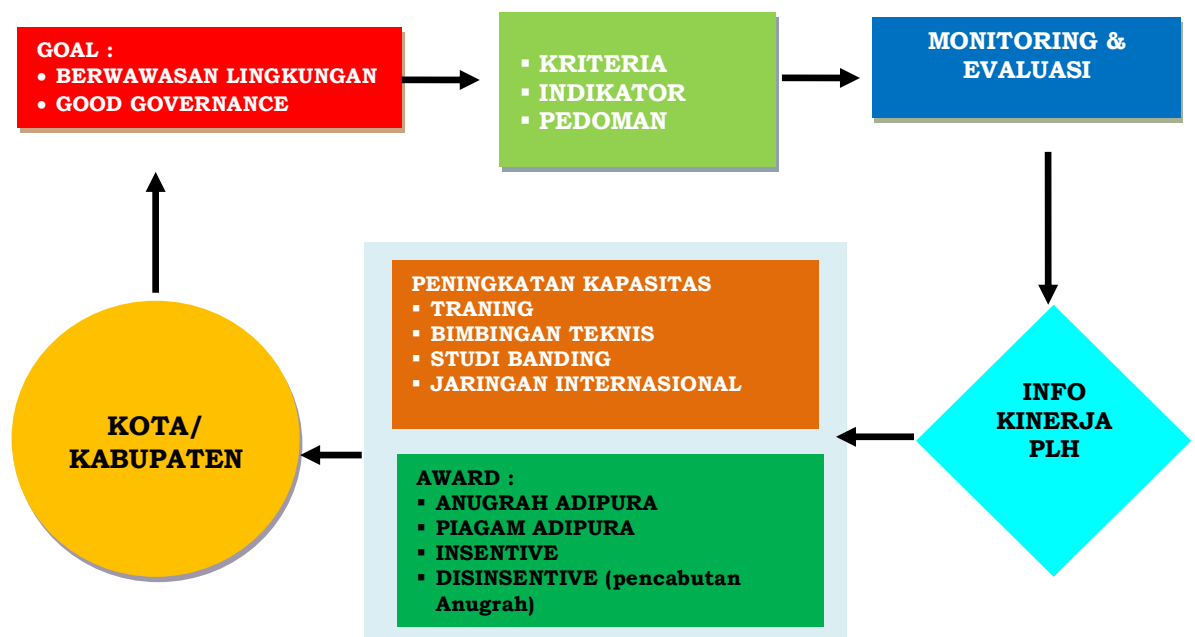 GOAL :
• BERWAWASAN LINGKUNGAN
• GOOD GOVERNANCE
▪ KRITERIA
▪ INDIKATOR
▪ PEDOMAN
MONITORING &
EVALUASI
PENINGKATAN KAPASITAS
▪ TRANING
▪ BIMBINGAN TEKNIS
▪ STUDI BANDING
▪ JARINGAN INTERNASIONAL
INFO
KINERJA
PLH
KOTA/
KABUPATEN
AWARD :
▪ ANUGRAH ADIPURA
▪ PIAGAM ADIPURA
▪ INSENTIVE
▪ DISINSENTIVE (pencabutan
Anugrah)